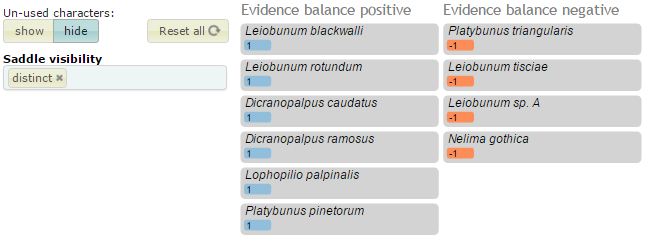 Un-used characters:
show hide Reset all
Saddle visibility
distinct ✖
Evidence balance positive
Leiobunum blackwalli
1
Leiobunum rotundum
1
Dicranopalpus caudatus
1
Dicranopalpus ramosus
1
Lophopilio palpinalis
1
Platybunus pinetorum
1
Evidence balance negative
Platybunus triangularis
-1
Leiobunum tisciae
-1
Leiobunum sp. A
-1
Nelima gothica
-1